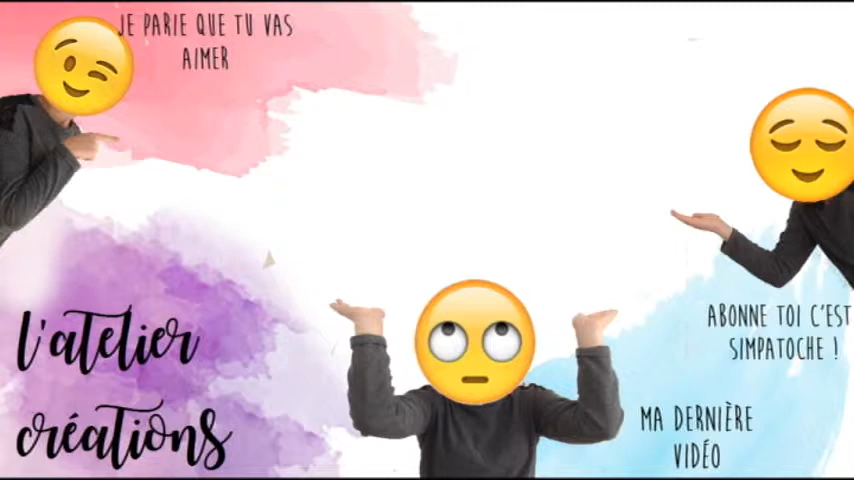 JE PARIE QUE TU VAS
AIMER
l'atelier
créations
ABONNE TOI C'EST
SIMPATOCHE !
MA DERNIÈRE
VIDÉO